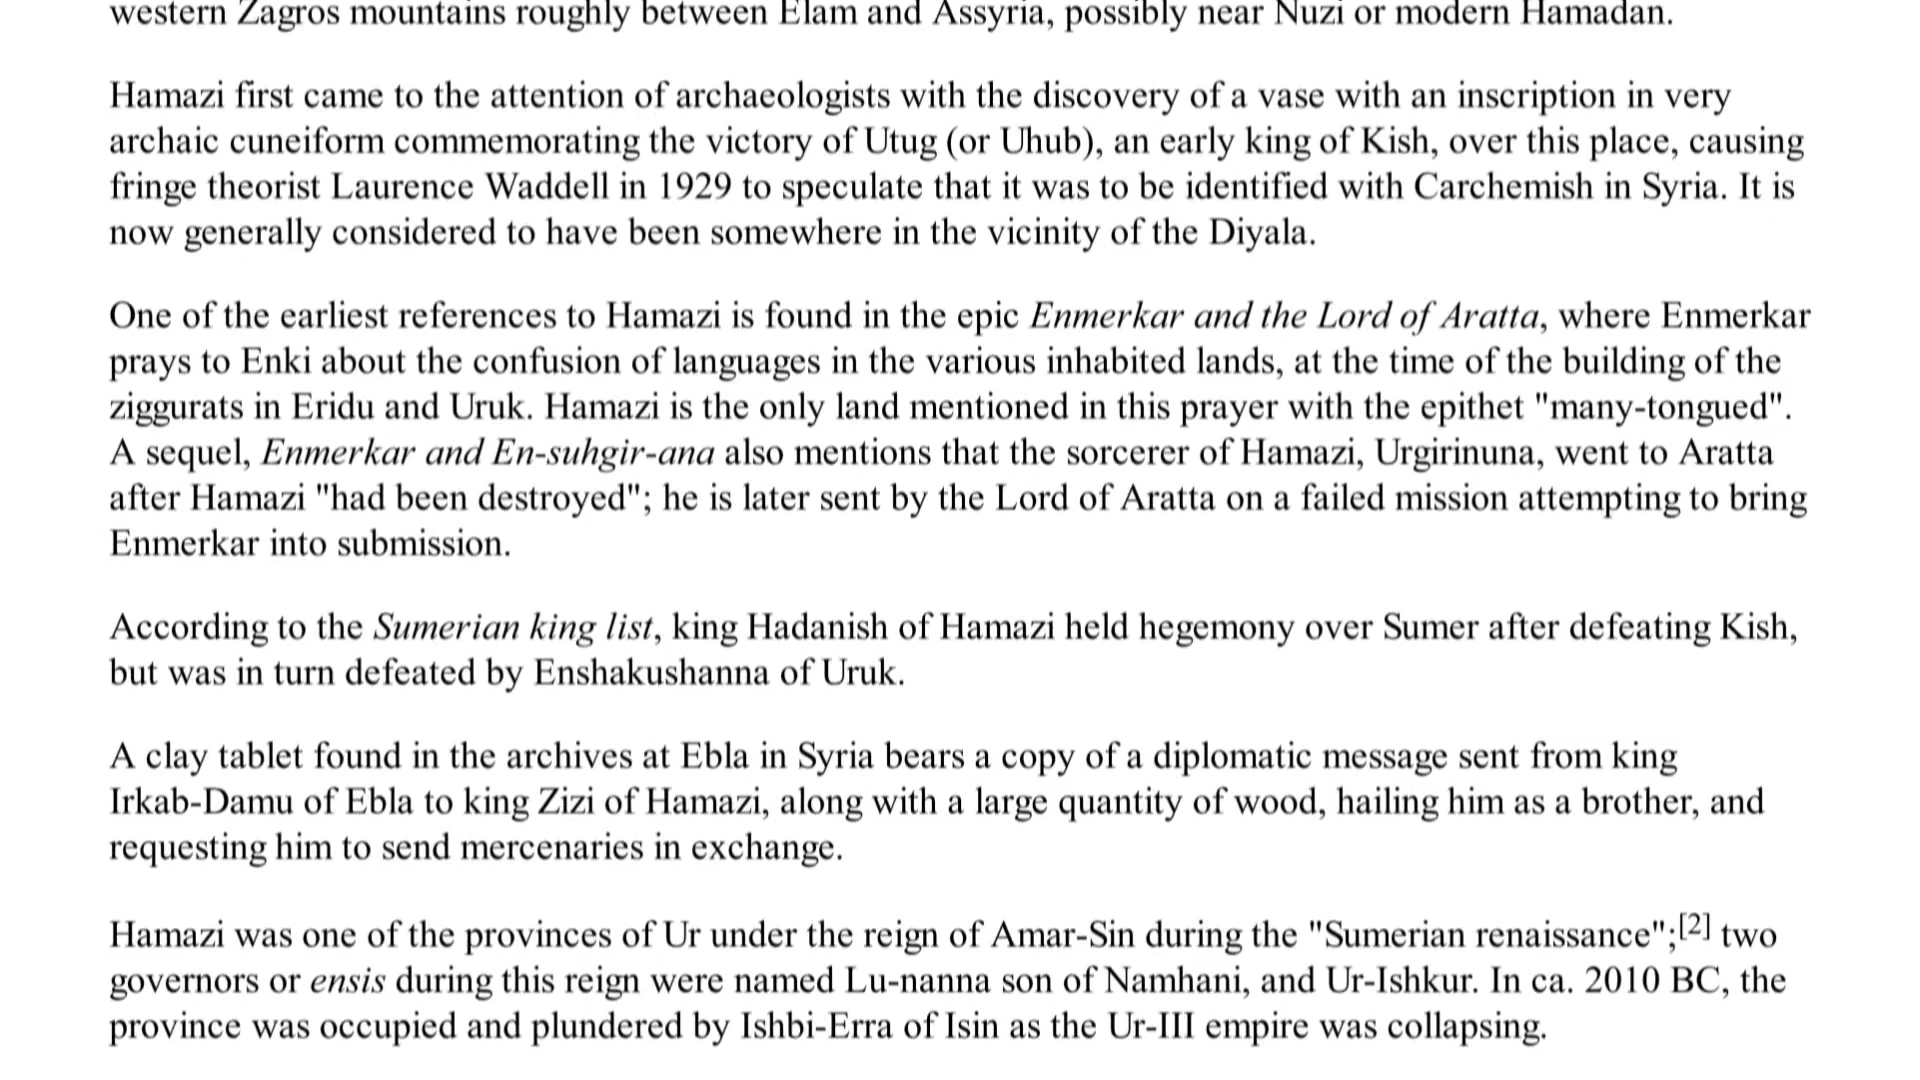 western Zagros mountains roughly between Elam and Assyria, possibly near Nuzi or modern Hamadan.
Hamazi first came to the attention of archaeologists with the discovery of a vase with an inscription in very
archaic cuneiform commemorating the victory of Utug (or Uhub), an early king of Kish, over this place, causing
fringe theorist Laurence Waddell in 1929 to speculate that it was to be identified with Carchemish in Syria. It is
now generally considered to have been somewhere in the vicinity of the Diyala.
One of the earliest references to Hamazi is found in the epic Enmerkar and the Lord of Aratta, where Enmerkar
prays to Enki about the confusion of languages in the various inhabited lands, at the time of the building of the
ziggurats in Eridu and Uruk. Hamazi is the only land mentioned in this prayer with the epithet "many-tongued".
A sequel, Enmerkar and En-suhgir-ana also mentions that the sorcerer of Hamazi, Urgirinuna, went to Aratta
after Hamazi "had been destroyed"; he is later sent by the Lord of Aratta on a failed mission attempting to bring
Enmerkar into submission.
According to the Sumerian king list, king Hadanish of Hamazi held hegemony over Sumer after defeating Kish,
but was in turn defeated by Enshakushanna of Uruk.
A clay tablet found in the archives at Ebla in Syria bears a copy of a diplomatic message sent from king
Irkab-Damu of Ebla to king Zizi of Hamazi, along with a large quantity of wood, hailing him as a brother, and
requesting him to send mercenaries in exchange.
Hamazi was one of the provinces of Ur under the reign of Amar-Sin during the "Sumerian renaissance";[2] two
governors or ensis during this reign were named Lu-nanna son of Namhani, and Ur-Ishkur. In ca. 2010 BC, the
province was occupied and plundered by Ishbi-Erra of Isin as the Ur-III empire was collapsing.